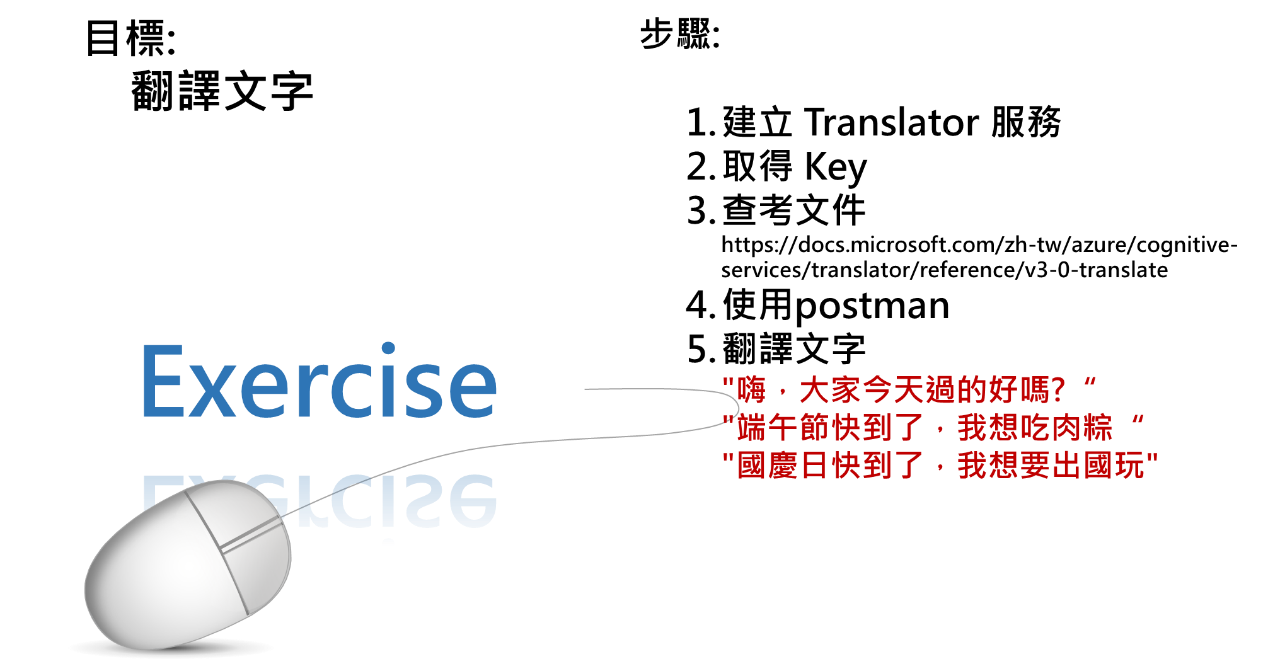 目標:
翻譯文字
步驟:
1. 建立 Translator 服務
2. 取得 Key
3. 查考文件
https://docs.microsoft.com/zh-tw/azure/cognitive-
services/translator/reference/v3-0-translate
4. 使用postman
5. 翻譯文字
"嗨，大家今天過的好嗎?“
"端午節快到了，我想吃肉粽“
"國慶日快到了，我想要出國玩"
Exercise